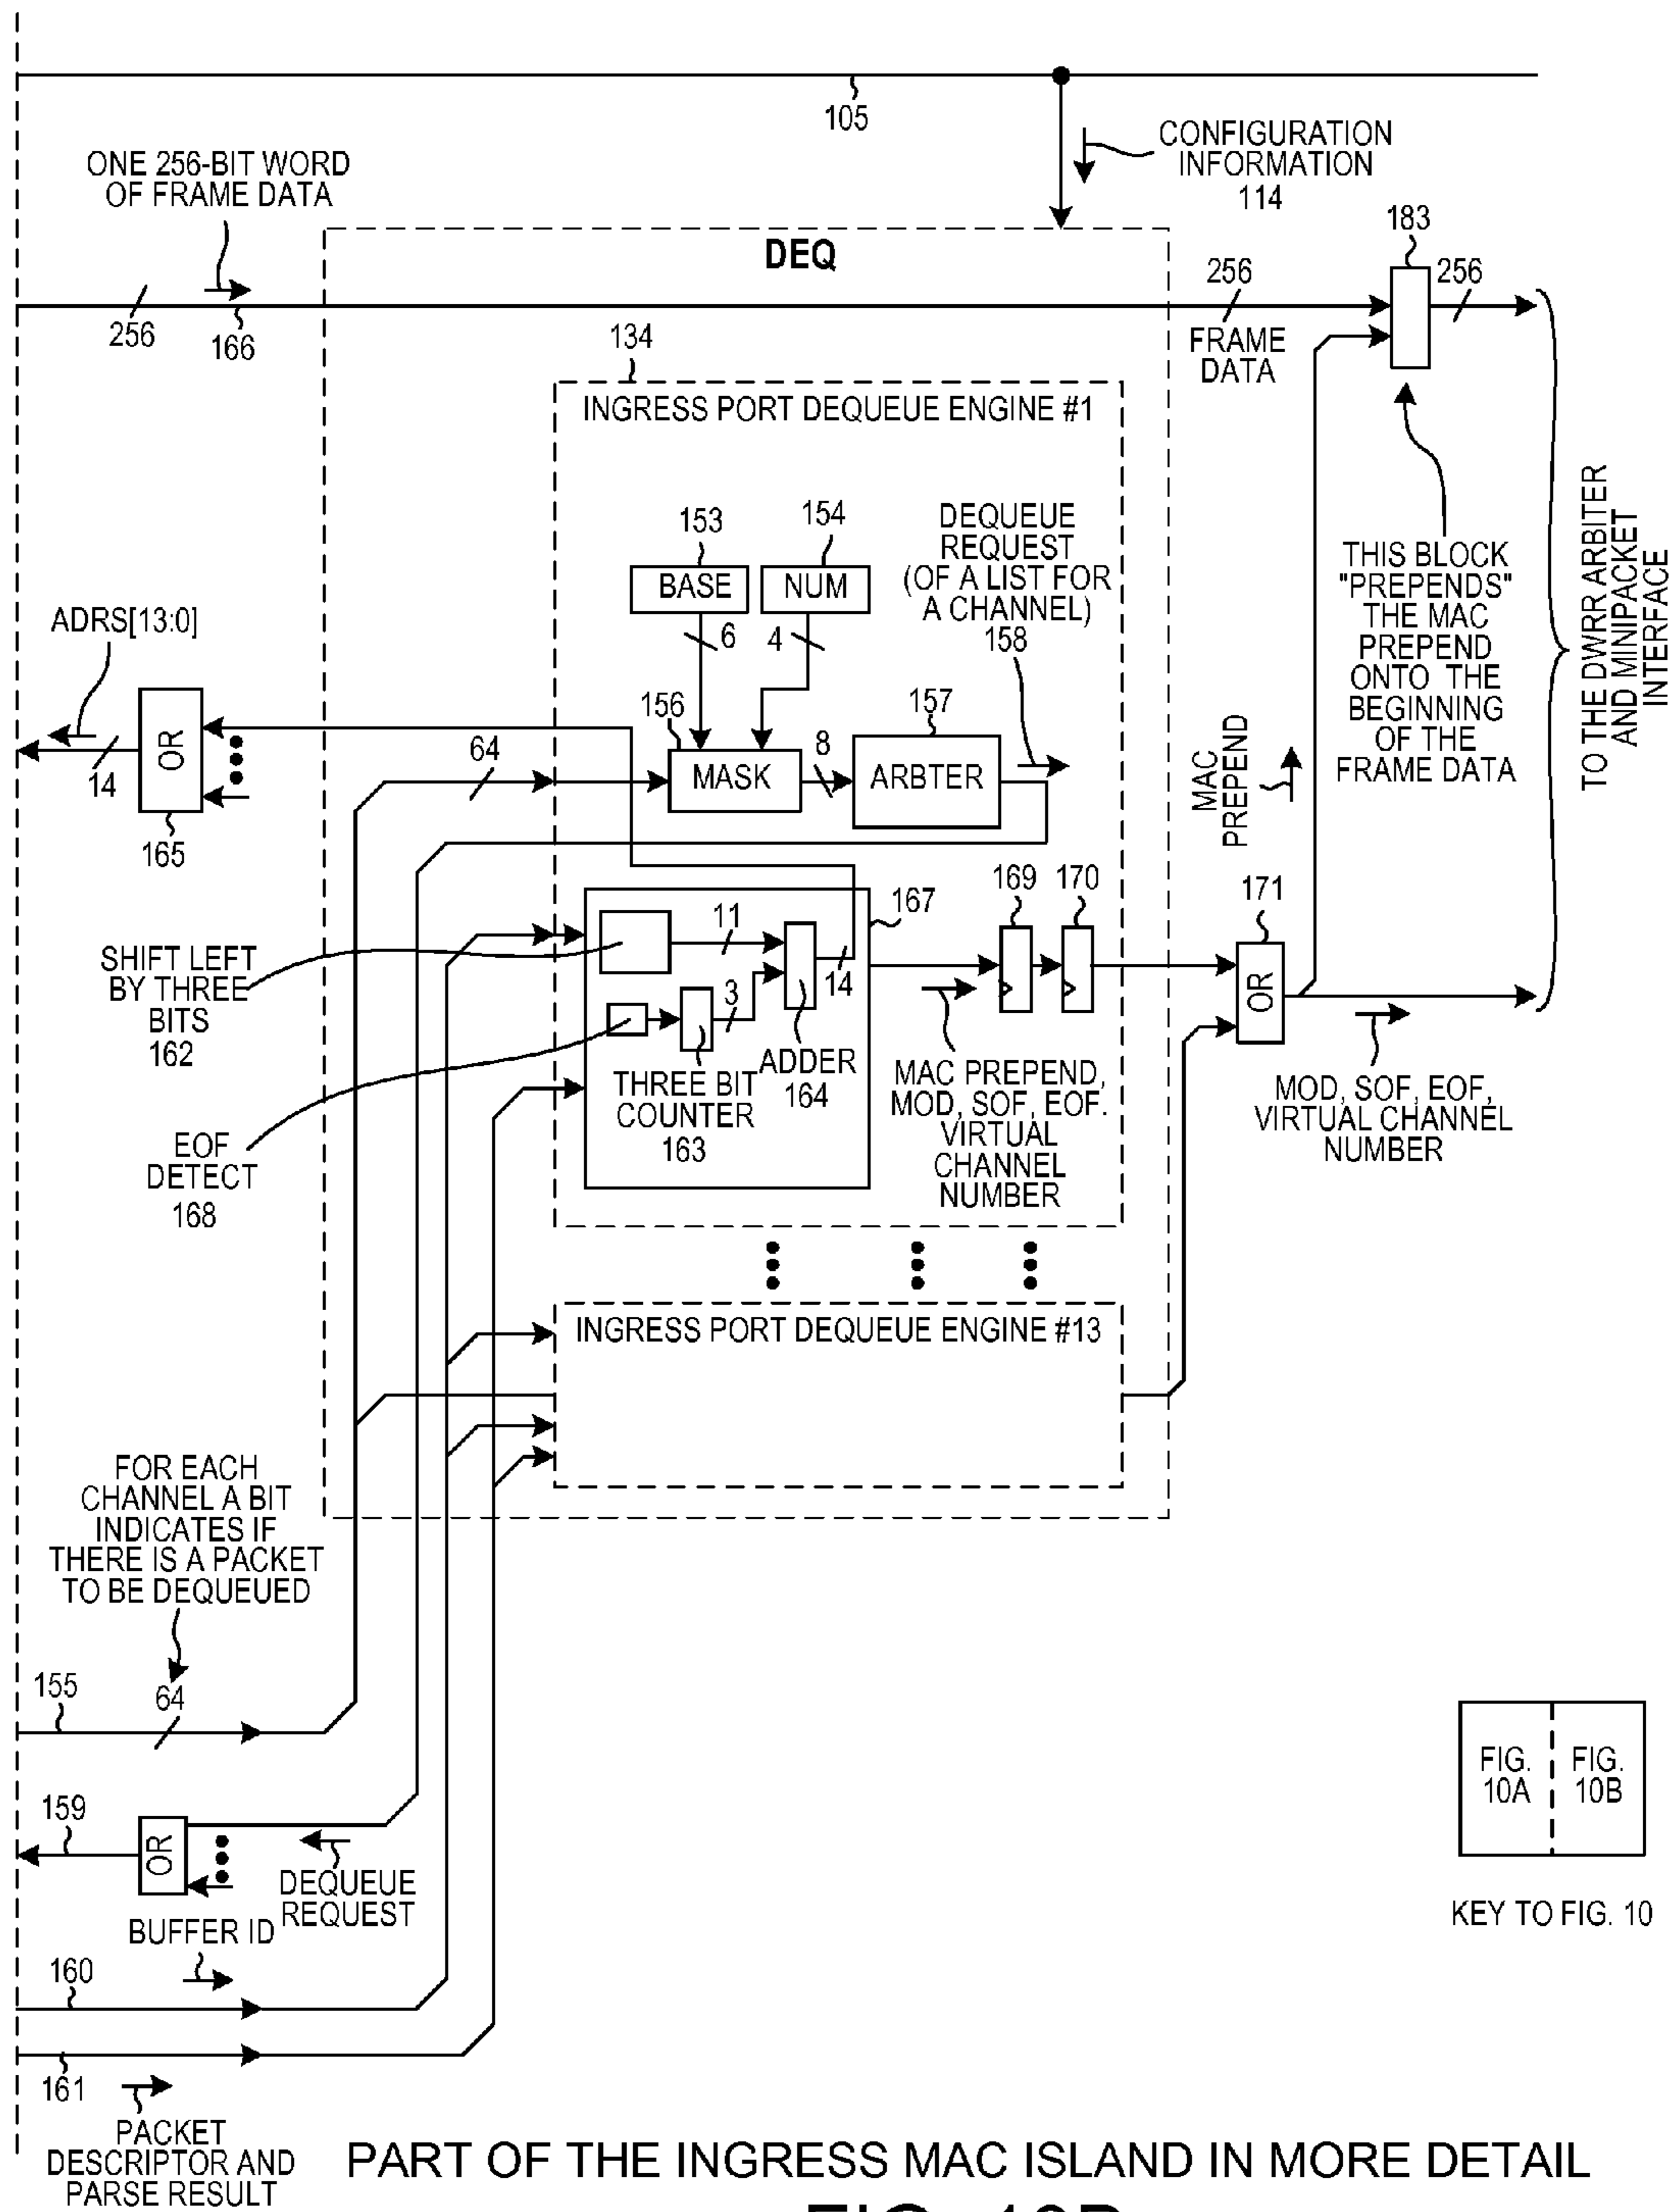 105
CONFIGURATION
INFORMATION
114
ONE 256-BIT WORD
OF FRAME DATA
183
DEQ
256
166
256
FRAME
DATA
256
134
INGRESS PORT DEQUEUE ENGINE #1
153
BASE
6
154
NUM
4
DEQUEUE
REQUEST
(OF A LIST FOR
A CHANNEL)
158
THIS BLOCK
"PREPENDS"
THE MAC
PREPEND
ONTO THE
BEGINNING
OF THE
FRAME DATA
TO THE DWRR ARBITER
AND MINIPACKET
INTERFACE
ADRS[13:0]
14
OR
165
64
156
MASK
8
157
ARBTER
MAC
PREPEND
SHIFT LEFT
BY THREE
BITS
162
11
3
14
167
169
170
171
OR
THREE BIT
COUNTER
163
ADDER
164
MAC PREPEND,
MOD, SOF, EOF.
VIRTUAL
CHANNEL
NUMBER
MOD, SOF, EOF,
VIRTUAL CHANNEL
NUMBER
EOF
DETECT
168
INGRESS PORT DEQUEUE ENGINE #13
FOR EACH
CHANNEL A BIT
INDICATES IF
THERE IS A PACKET
TO BE DEQUEUED
155
64
159
OR
DEQUEUE
REQUEST
BUFFER ID
160
161
PACKET
DESCRIPTOR AND
PARSE RESULT
FIG.
10A
FIG.
10B
KEY TO FIG. 10
PART OF THE INGRESS MAC ISLAND IN MORE DETAIL